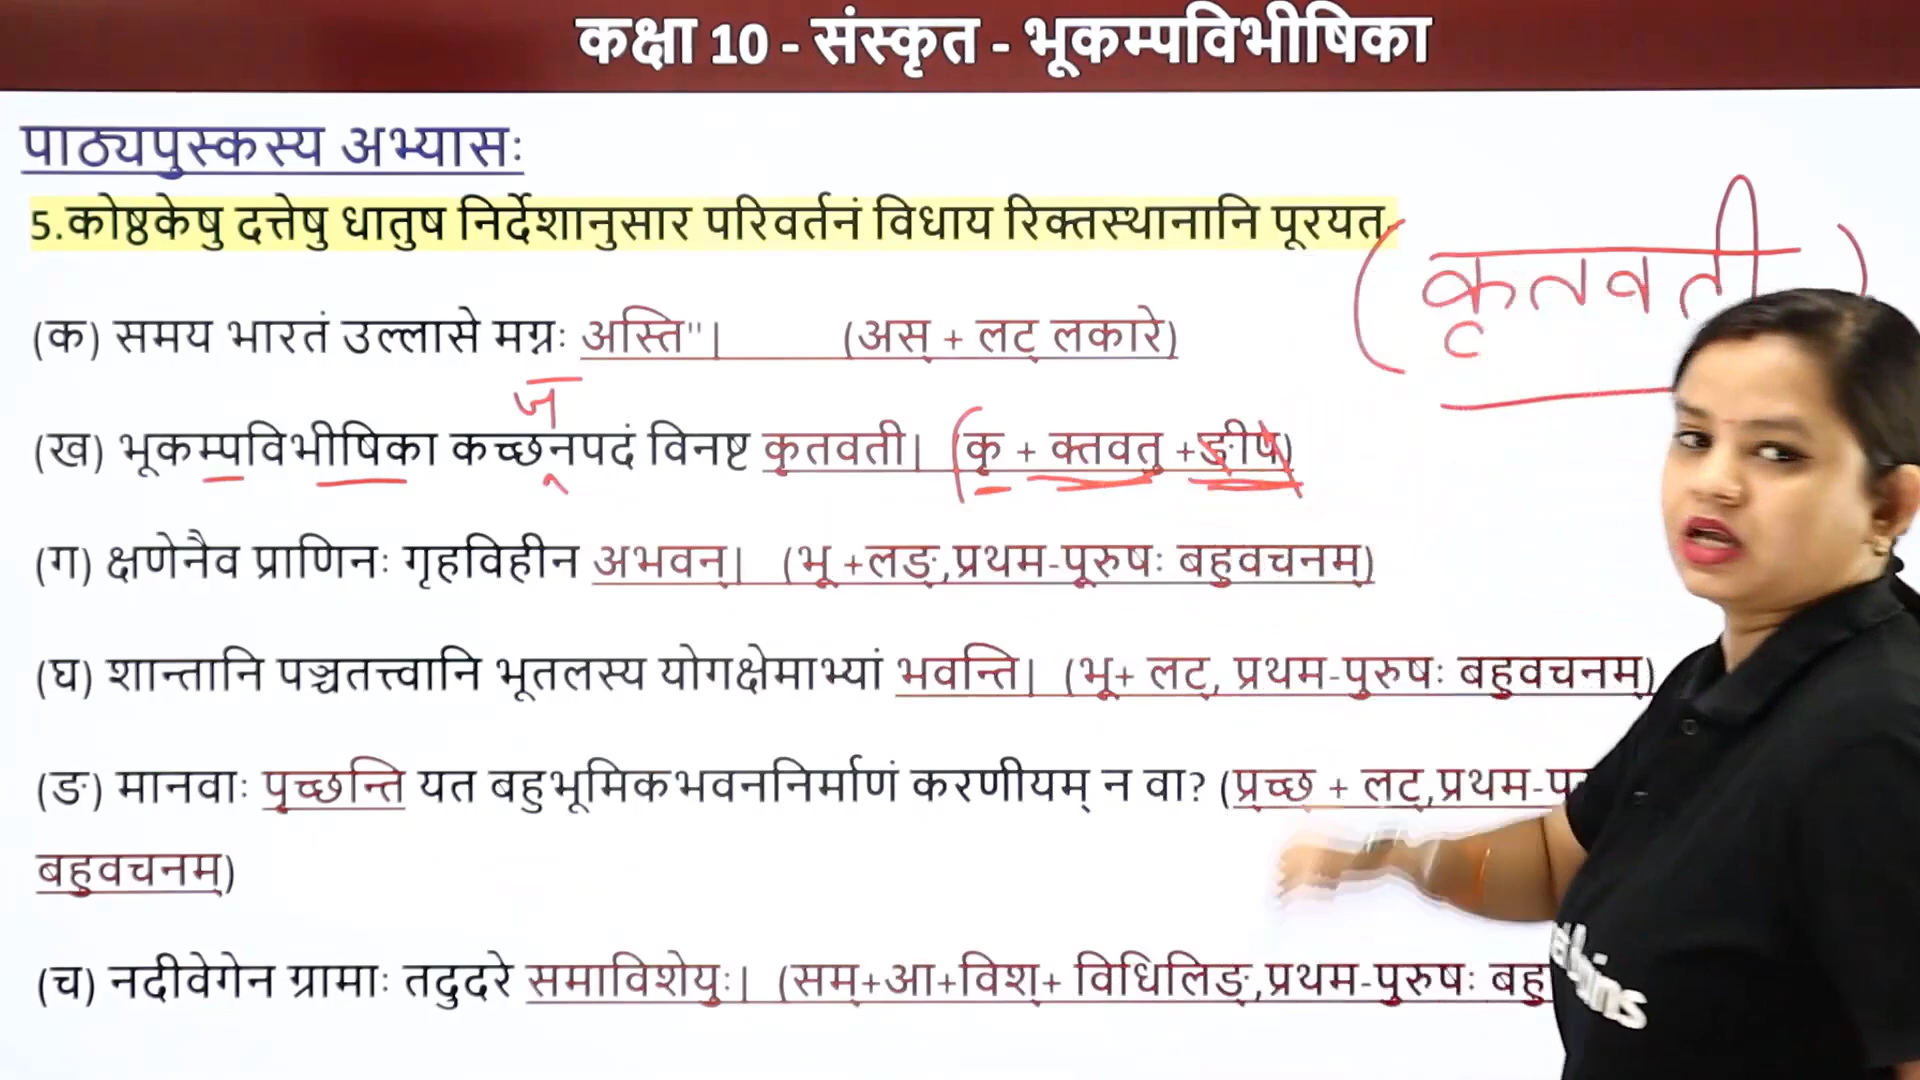 कक्षा 10 - संस्कृत - भूकम्पविभीषिका
पाठ्यपुस्कस्य अभ्यासः
5.कोष्ठकेषु दत्तेषु धातुष निर्देशानुसार परिवर्तनं विधाय रिक्तस्थानानि पूरयत-
(कृतवती)
(क) समय भारतं उल्लासे मग्नः अस्ति"| (अस् + लट् लकारे)
ज
(ख) भूकम्पविभीषिका कच्छनपदं विनष्ट कृतवती| (कृ + क्तवतु +ङीष)
(ग) क्षणेनैव प्राणिनः गृहविहीन अभवन्| (भू +लङ्,प्रथम-पूरुषः बहुवचनम्)
(घ) शान्तानि पञ्चतत्त्वानि भूतलस्य योगक्षेमाभ्यां भवन्ति| (भू+ लट्, प्रथम-पुरुषः बहुवचनम्)
(ङ) मानवाः पृच्छन्ति यत बहुभूमिकभवननिर्माणं करणीयम् न वा? (प्रच्छ + लट्,प्रथम-
बहुवचनम्)
(च) नदीवेगेन ग्रामाः तदुदरे समाविशेयुः| (सम्+आ+विश्+ विधिलिङ्,प्रथम-पुरुषः बहु